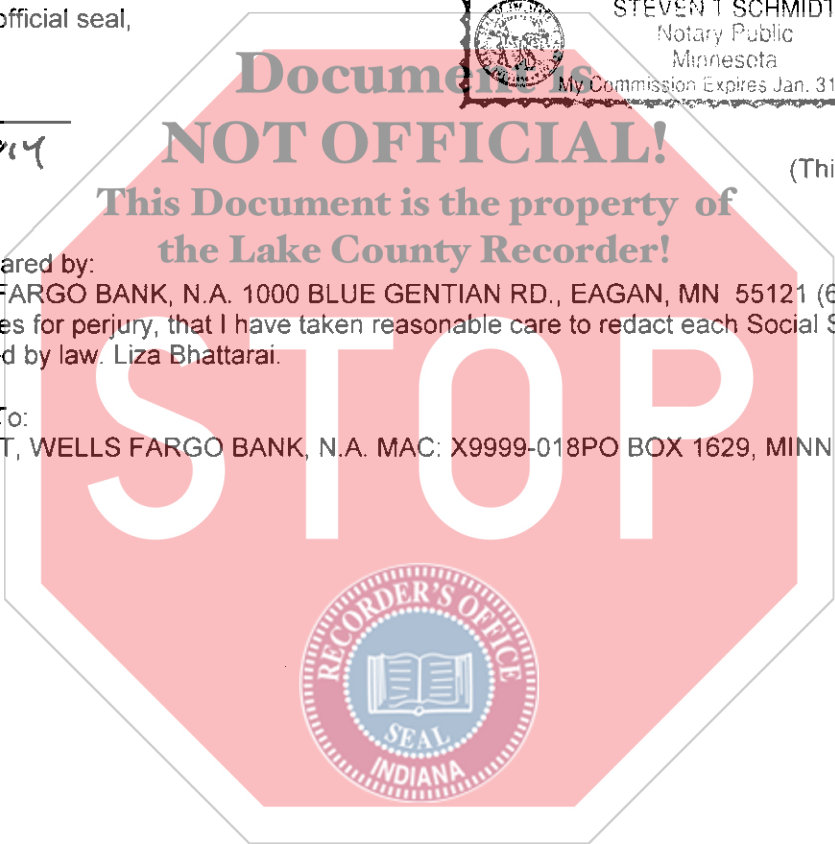 official seal,
STEVEN T SCHMIDT
Notary Public
Minnesota
My Commission Expires Jan. 31
Document is
NOT OFFICIAL!
(Thi
This Document is the property of
the Lake County Recorder!
ared by:
FARGO BANK, N.A. 1000 BLUE GENTIAN RD., EAGAN, MN 55121 (6
es for perjury, that I have taken reasonable care to redact each Social S
d by law. Liza Bhattarai.
To:
T, WELLS FARGO BANK, N.A. MAC: X9999-018PO BOX 1629, MINN
STOP
RECORDER'S OFFICE
SEAL
INDIANA